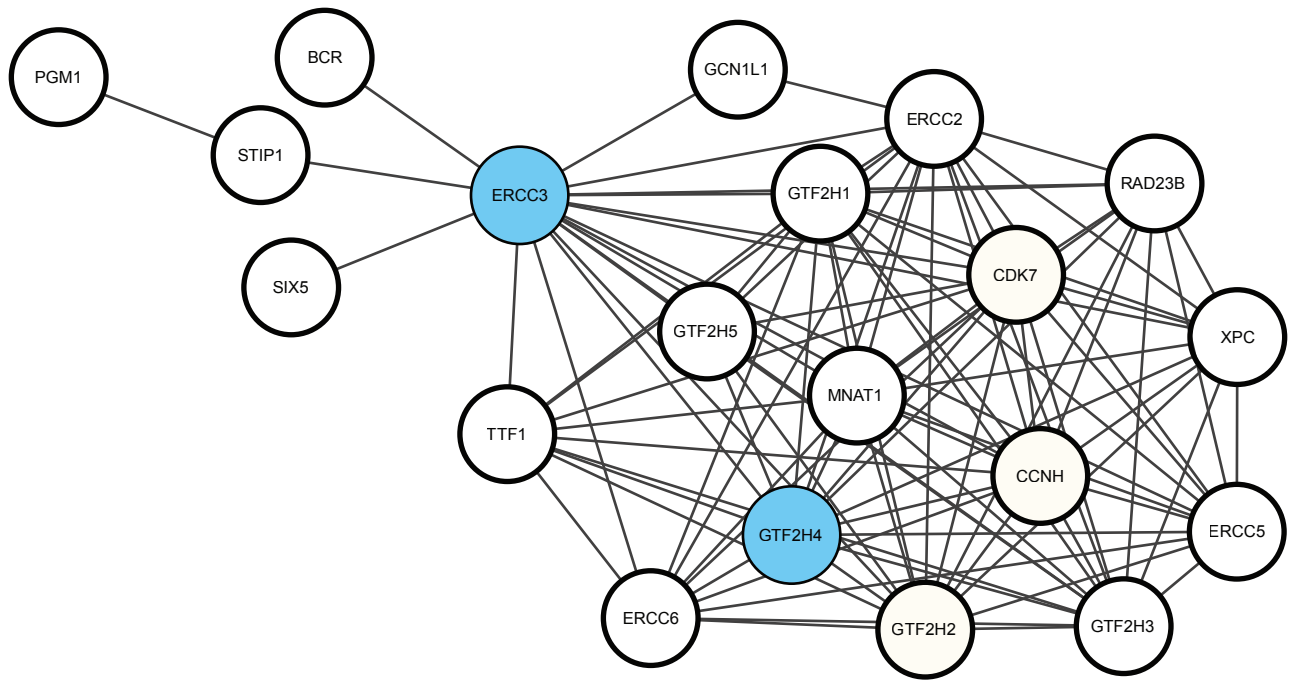 PGM1
BCR
GCN1L1
ERCC2
STIP1
RAD23B
ERCC3
GTF2H1
CDK7
SIX5
GTF2H5
XPC
MNAT1
TTF1
CCNH
GTF2H4
ERCC5
ERCC6
GTF2H2
GTF2H3